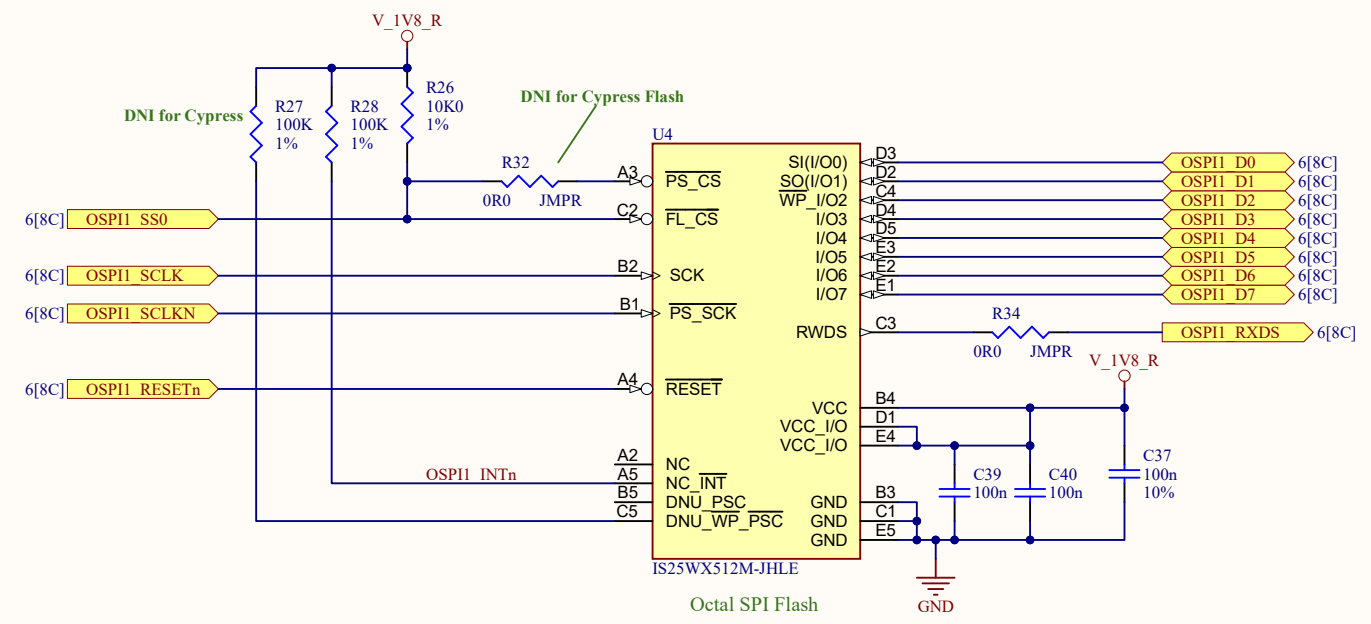 V_1V8_R
DNI for Cypress
R27
100K
1%
R28
100K
1%
R26
10K0
1%
DNI for Cypress Flash
R32
0R0 JMPR
U4
6[8C] OSPI1_SS0
6[8C] OSPI1_SCLK
6[8C] OSPI1_SCLKN
6[8C] OSPI1_RESETn
OSPI1_INTn
A3 PS_CS
C2 FL_CS
B2 SCK
B1 PS_SCK
A4 RESET
A2 NC
A5 NC_INT
B5 DNU_PSC
C5 DNU_WP_PSC
SI(I/O0) D3 OSPI1_D0 6[8C]
SO(I/O1) D2 OSPI1_D1 6[8C]
WP_I/O2 C4 OSPI1_D2 6[8C]
I/O3 D4 OSPI1_D3 6[8C]
I/O4 D5 OSPI1_D4 6[8C]
I/O5 E3 OSPI1_D5 6[8C]
I/O6 E2 OSPI1_D6 6[8C]
I/O7 E1 OSPI1_D7 6[8C]
R34
RWDS C3 OSPI1_RXDS 6[8C]
0R0 JMPR
V_1V8_R
VCC B4
VCC_I/O D1
VCC_I/O E4
C39
100n
C40
100n
C37
100n
10%
GND B3
GND C1
GND E5
IS25WX512M-JHLE
Octal SPI Flash
GND